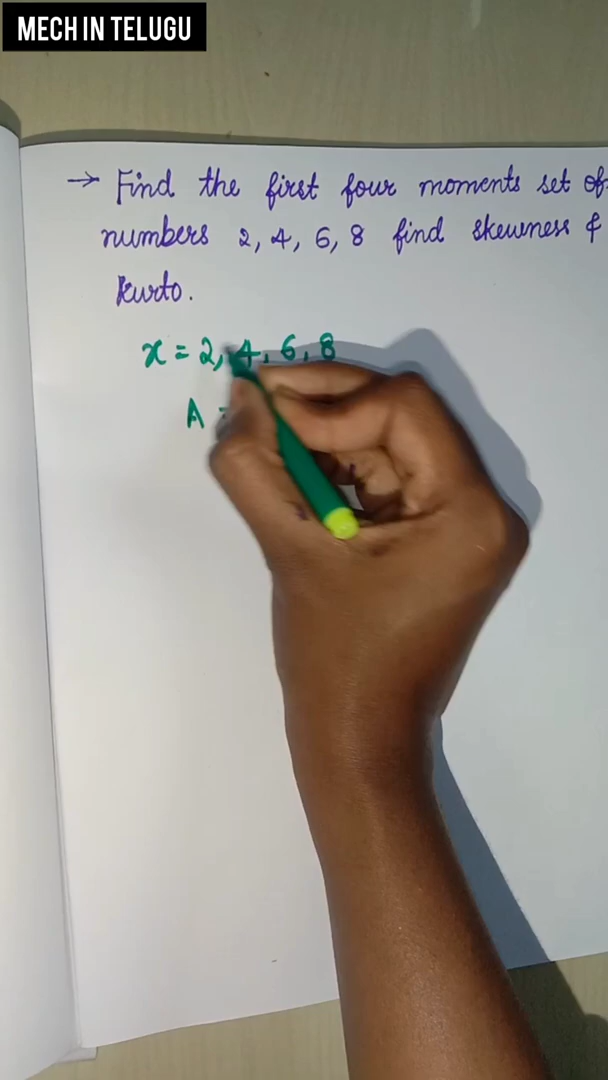 MECH IN TELUGU
→ Find the first four moments set of
numbers 2, 4, 6, 8 find skewness &
kurto.
x = 2, 4, 6, 8
A =